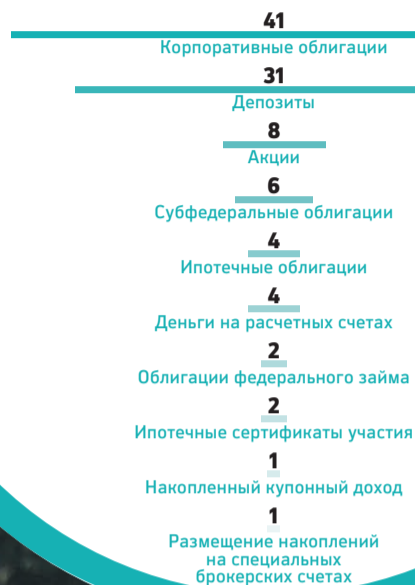 41
Корпоративные облигации
31
Депозиты
8
Акции
6
Субфедеральные облигации
4
Ипотечные облигации
4
Деньги на расчетных счетах
2
Облигации федерального займа
2
Ипотечные сертификаты участия
1
Накопленный купонный доход
1
Размещение накоплений
на специальных
брокерских счетах